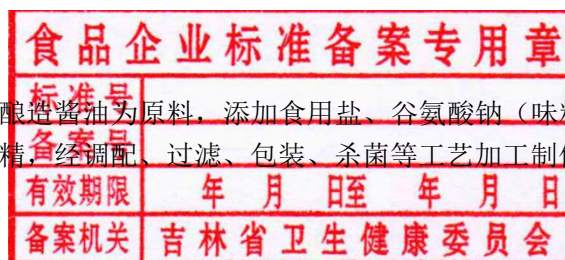 食品企业标准备案专用章
标准号
酿造酱油为原料，添加食用盐、谷氨酸钠（味精
备案号
精，经调配、过滤、包装、杀菌等工艺加工制作
有效期限 年 月 日至 年 月 日
备案机关 吉林省卫生健康委员会